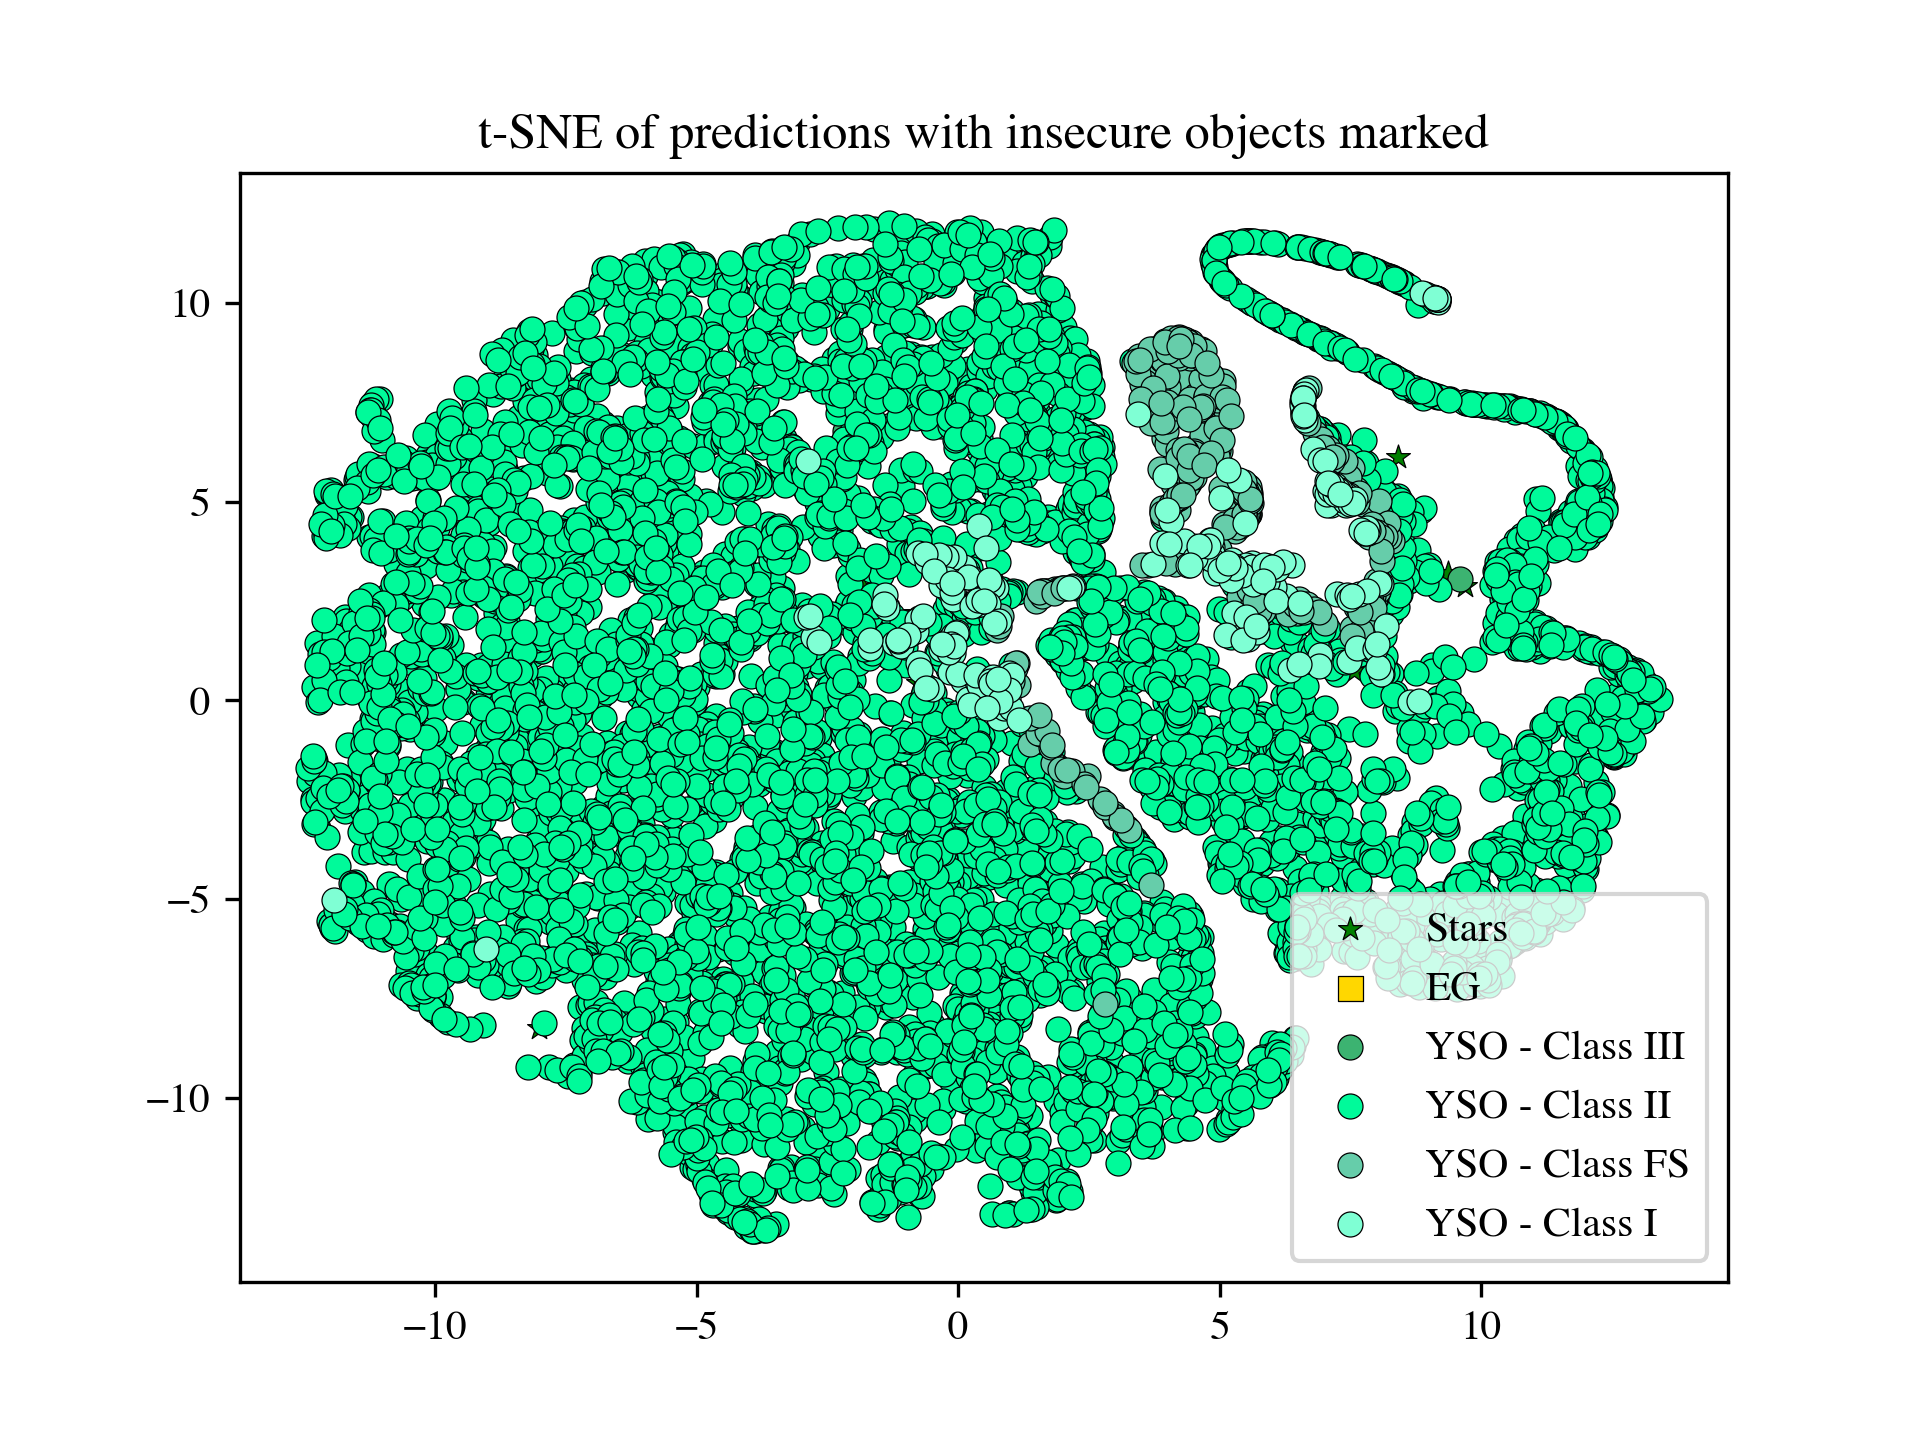 t-SNE of predictions with insecure objects marked
10
5
0
−5
−10
−10
−5
0
5
10
Stars
EG
YSO - Class III
YSO - Class II
YSO - Class FS
YSO - Class I